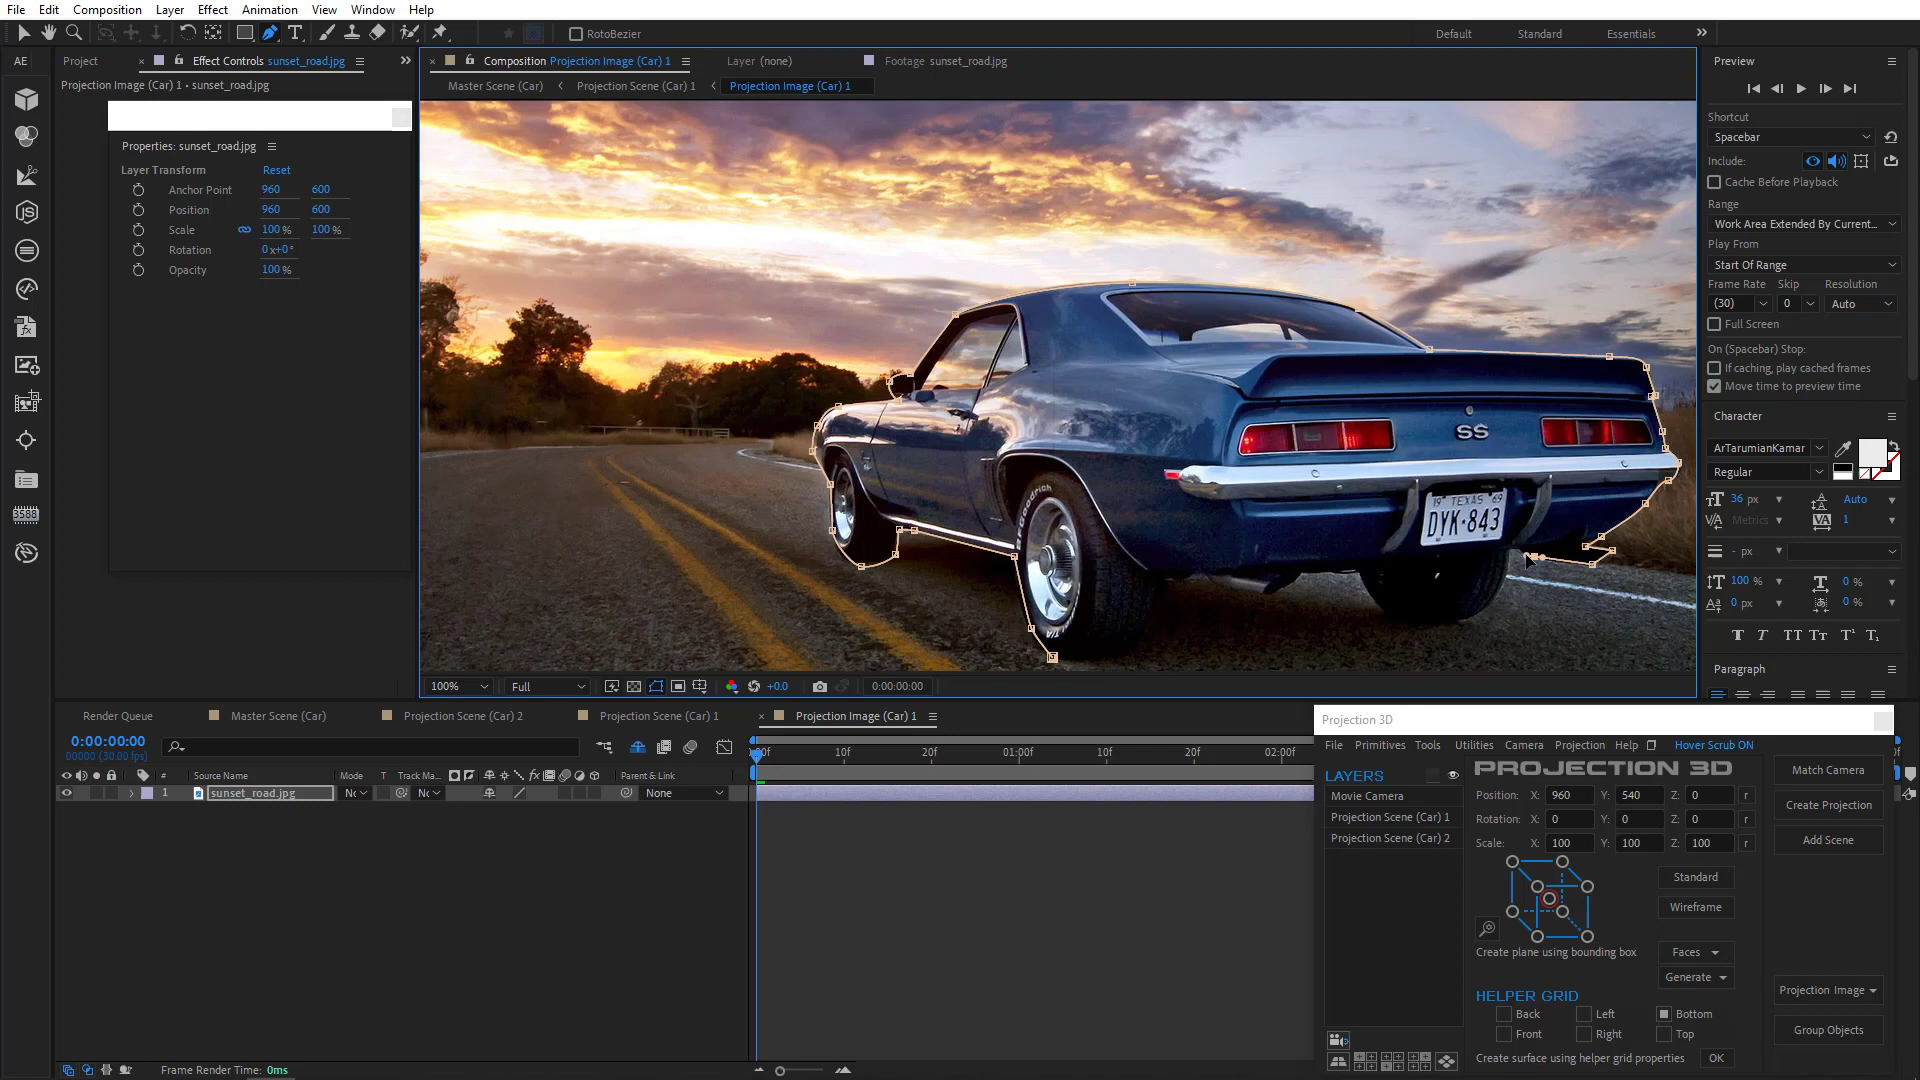 File Edit Composition Layer Effect Animation View Window Help
RotoBezier
Default Standard Essentials
AE Project Effect Controls sunset_road.jpg
Projection Image (Car) 1 • sunset_road.jpg
Properties: sunset_road.jpg
Layer Transform Reset
Anchor Point 960 600
Position 960 600
Scale 100 % 100 %
Rotation 0x+0°
Opacity 100 %
Composition Projection Image (Car) 1
Layer (none)
Footage sunset_road.jpg
Master Scene (Car) Projection Scene (Car) 1 Projection Image (Car) 1
SS
19 TEXAS 69
DYK·843
BFGoodrich
100% Full +0.0 0:00:00:00
Preview
Shortcut
Spacebar
Include:
Cache Before Playback
Range
Work Area Extended By Current...
Play From
Start Of Range
Frame Rate Skip Resolution
(30) 0 Auto
Full Screen
On (Spacebar) Stop:
If caching, play cached frames
Move time to preview time
Character
ArTarumianKamar
Regular
36 px Auto
Metrics 1
- px
100 % 0 %
0 px 0 %
Paragraph
Render Queue Master Scene (Car) Projection Scene (Car) 2 Projection Scene (Car) 1 Projection Image (Car) 1
0:00:00:00
00000 (30.00 fps)
10f 20f 01:00f 10f 20f 02:00f
# Source Name Mode T Track Ma... Parent & Link
1 sunset_road.jpg None
3588
Frame Render Time: 0ms
Projection 3D
File Primitives Tools Utilities Camera Projection Help Hover Scrub ON
LAYERS
Movie Camera
Projection Scene (Car) 1
Projection Scene (Car) 2
PROJECTION 3D
Position: X: 960 Y: 540 Z: 0 r
Rotation: X: 0 Y: 0 Z: 0 r
Scale: X: 100 Y: 100 Z: 100 r
Standard
Wireframe
Create plane using bounding box
Faces
Generate
HELPER GRID
Back Left Bottom
Front Right Top
Create surface using helper grid properties OK
Match Camera
Create Projection
Add Scene
Projection Image
Group Objects